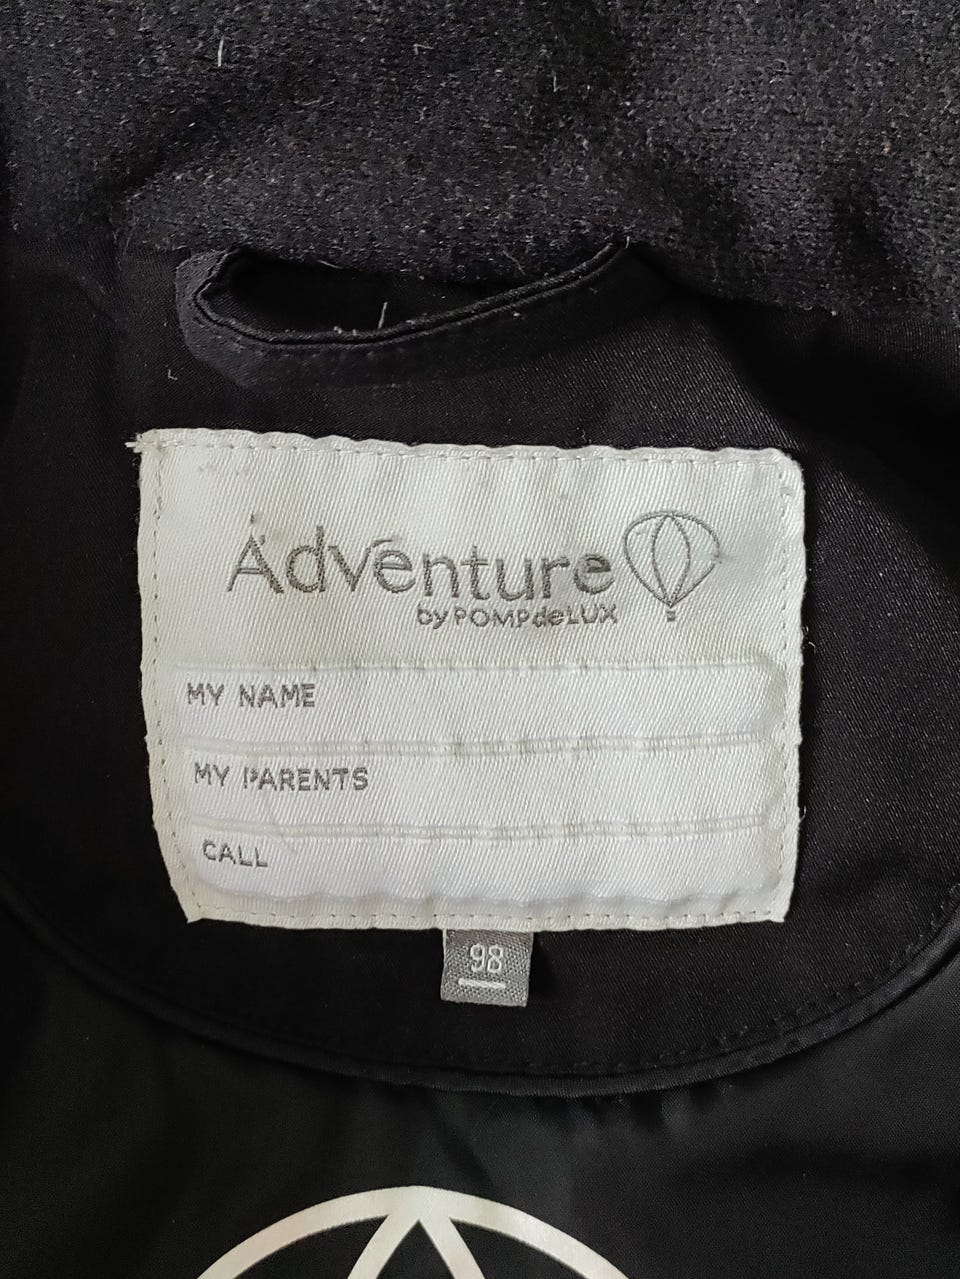 Adventure
by POMPdeLUX
MY NAME
MY PARENTS
CALL
98